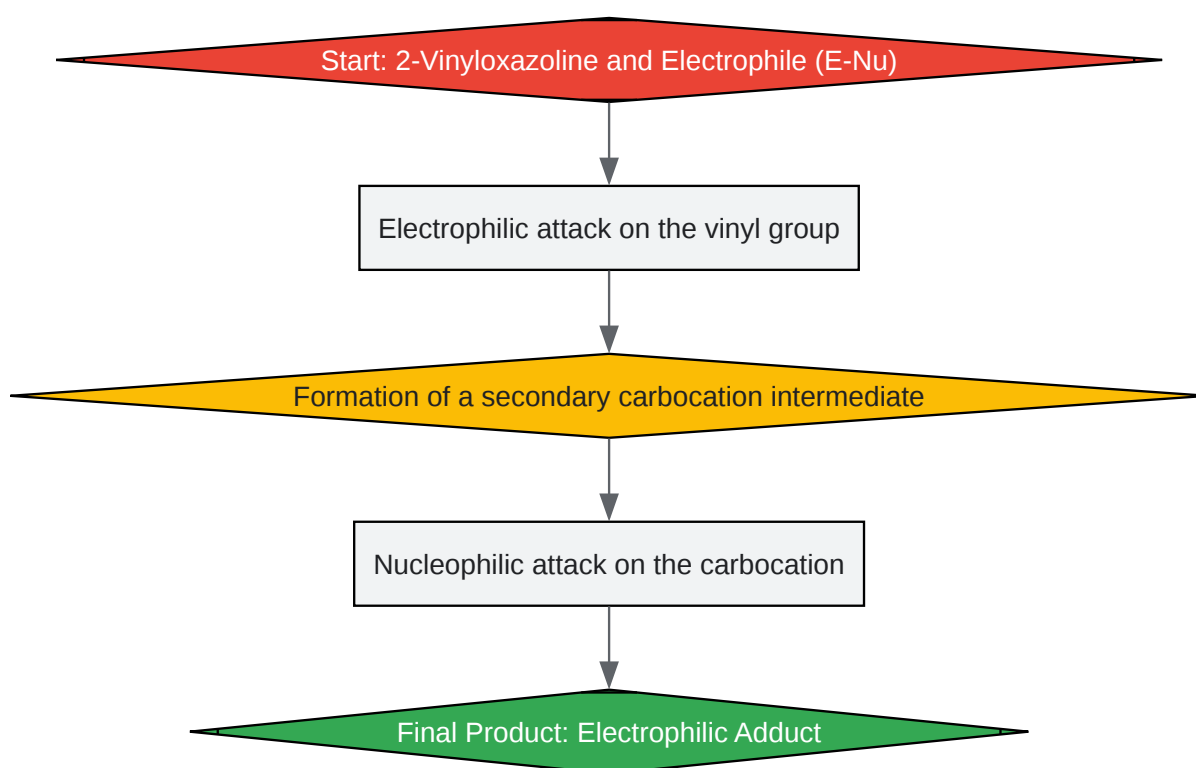 Start: 2-Vinyloxazoline and Electrophile (E-Nu)
Electrophilic attack on the vinyl group
Formation of a secondary carbocation intermediate
Nucleophilic attack on the carbocation
Final Product: Electrophilic Adduct